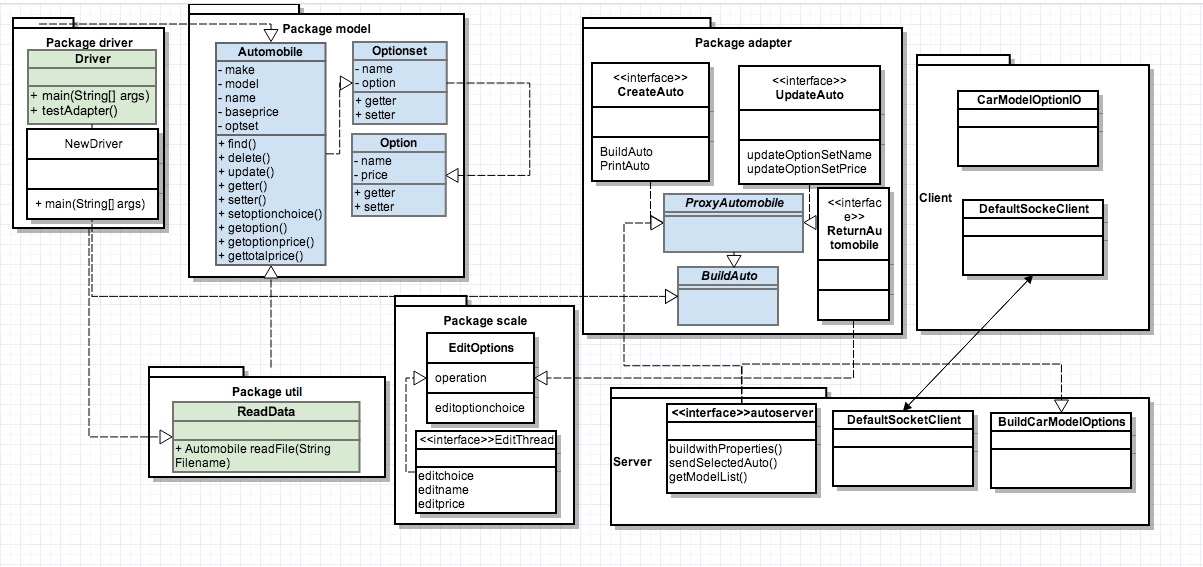 Package driver
Driver
+ main(String[] args)
+ testAdapter()
NewDriver
+ main(String[] args)
Package model
Automobile
- make
- model
- name
- baseprice
- optset
+ find()
+ delete()
+ update()
+ getter()
+ setter()
+ setoptionchoice()
+ getoption()
+ getoptionprice()
+ gettotalprice()
Optionset
- name
- option
+ getter
+ setter
Option
- name
- price
+ getter
+ setter
Package adapter
<<interface>>
CreateAuto
BuildAuto
PrintAuto
<<interface>>
UpdateAuto
updateOptionSetName
updateOptionSetPrice
ProxyAutomobile
BuildAuto
<<interfac
e>>
ReturnAu
tomobile
Client
CarModelOptionIO
DefaultSockeClient
Package util
ReadData
+ Automobile readFile(String
Filename)
Package scale
EditOptions
operation
editoptionchoice
<<interface>>EditThread
editchoice
editname
editprice
Server
<<interface>>autoserver
buildwithProperties()
sendSelectedAuto()
getModelList()
DefaultSocketClient
BuildCarModelOptions